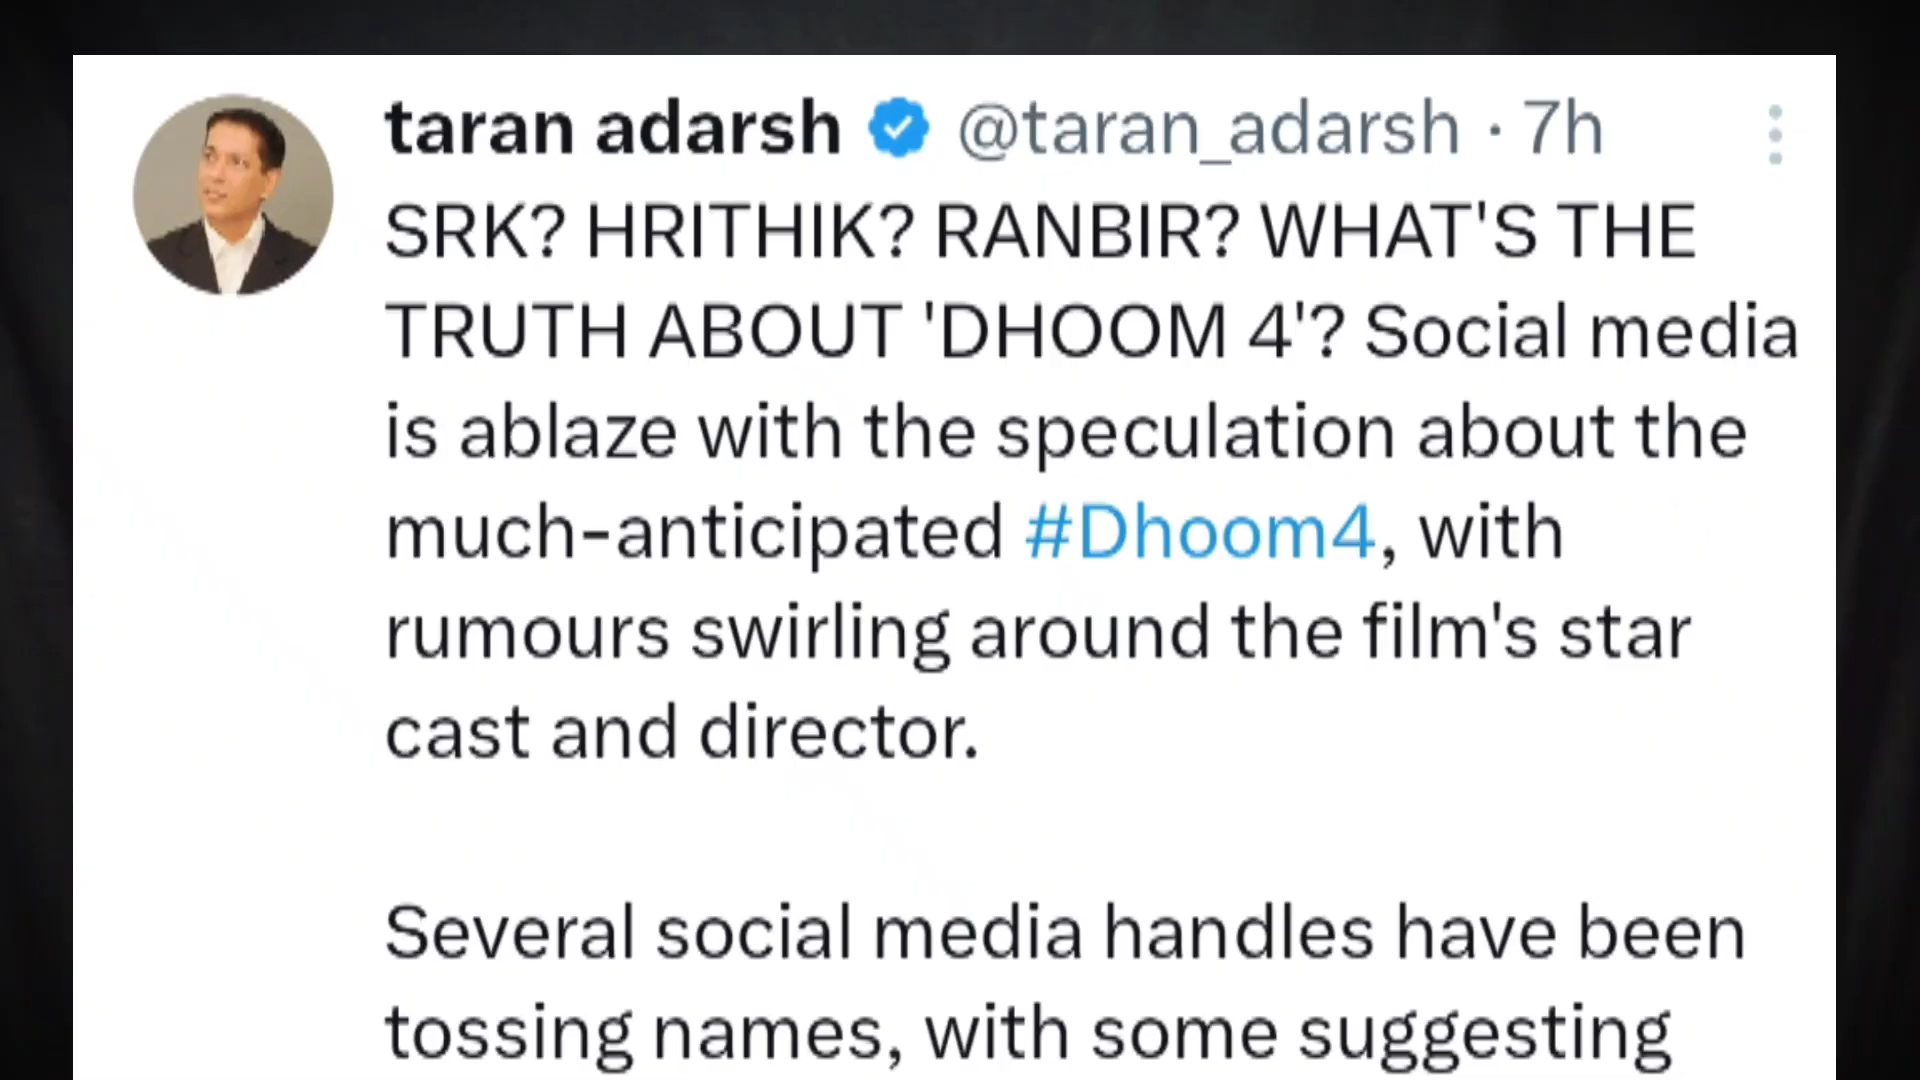 taran adarsh @taran_adarsh · 7h
SRK? HRITHIK? RANBIR? WHAT'S THE
TRUTH ABOUT 'DHOOM 4'? Social media
is ablaze with the speculation about the
much-anticipated #Dhoom4, with
rumours swirling around the film's star
cast and director.
Several social media handles have been
tossing names, with some suggesting